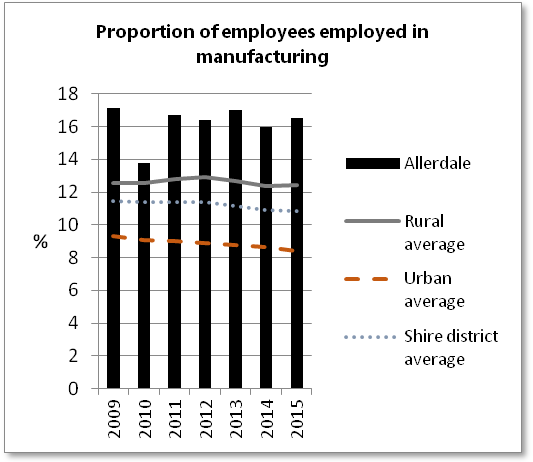 Proportion of employees employed in
manufacturing
18
16
14
12
10
8
6
4
2
0
%
2009
2010
2011
2012
2013
2014
2015
Allerdale
Rural
average
Urban
average
Shire district
average